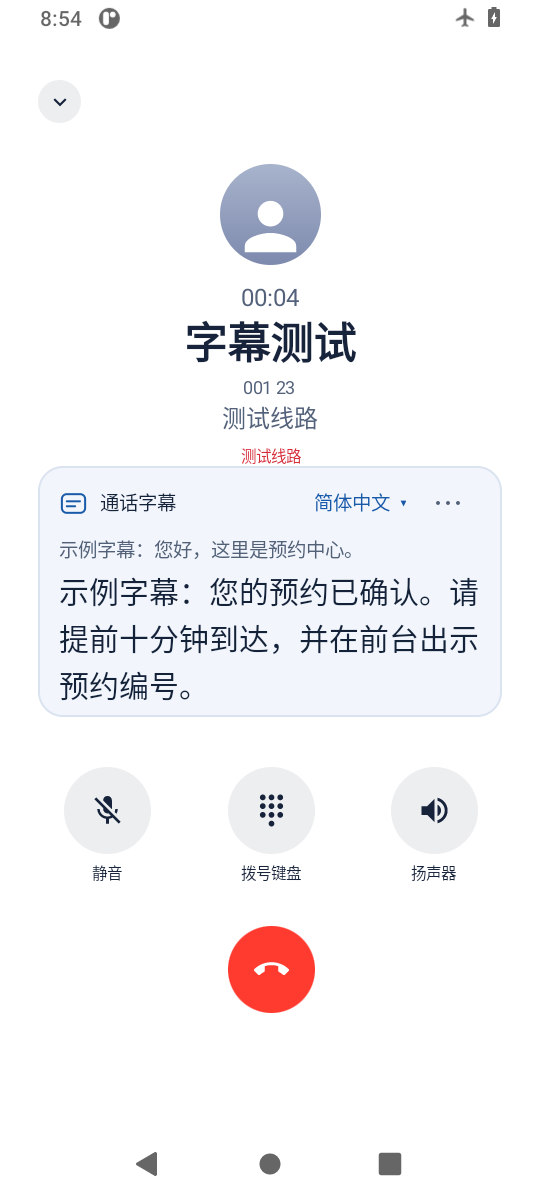 8:54
00:04
字幕测试
001 23
测试线路
测试线路
通话字幕 简体中文
示例字幕：您好，这里是预约中心。
示例字幕：您的预约已确认。请
提前十分钟到达，并在前台出示
预约编号。
静音 拨号键盘 扬声器